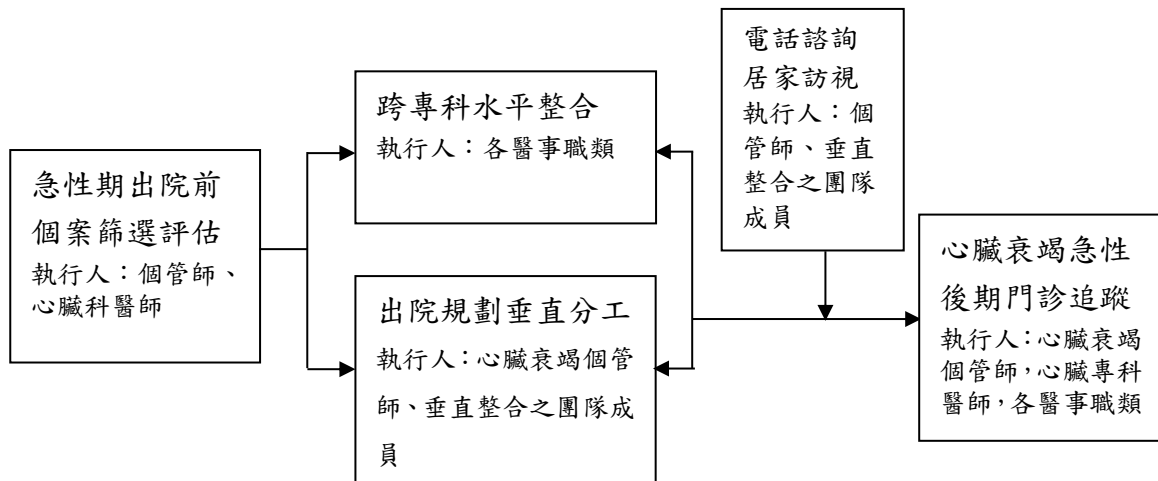 急性期出院前
個案篩選評估
執行人：個管師、
心臟科醫師
跨專科水平整合
執行人：各醫事職類
出院規劃垂直分工
執行人：心臟衰竭個管
師、垂直整合之團隊成
員
電話諮詢
居家訪視
執行人：個
管師、垂直
整合之團隊
成員
心臟衰竭急性
後期門診追蹤
執行人：心臟衰竭
個管師，心臟專科
醫師，各醫事職類